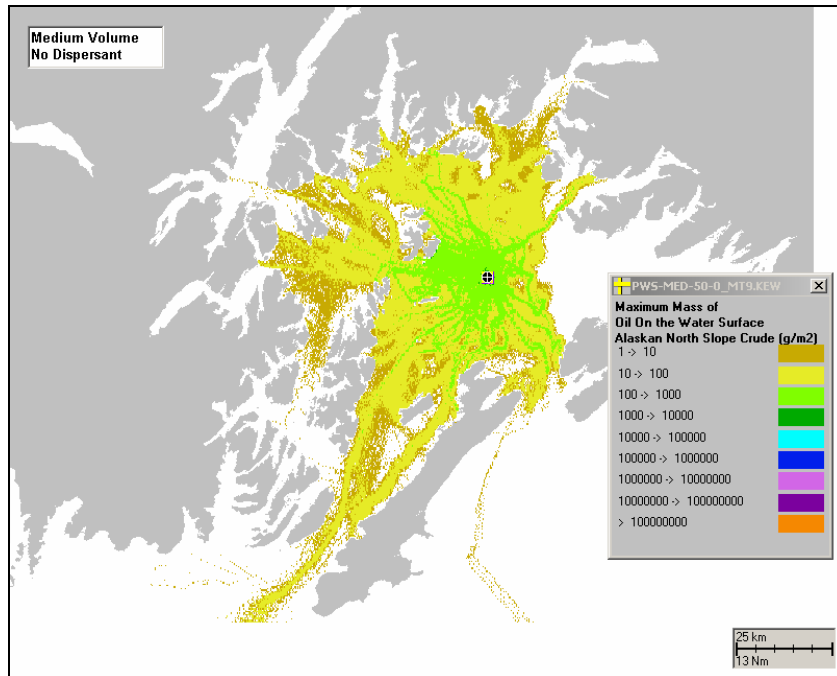 Medium Volume
No Dispersant
PWS-MED-50-0_MT9.KEW
Maximum Mass of
Oil On the Water Surface
Alaskan North Slope Crude (g/m2)
1 -> 10
10 -> 100
100 -> 1000
1000 -> 10000
10000 -> 100000
100000 -> 1000000
1000000 -> 10000000
10000000 -> 100000000
> 100000000
25 km
13 Nm